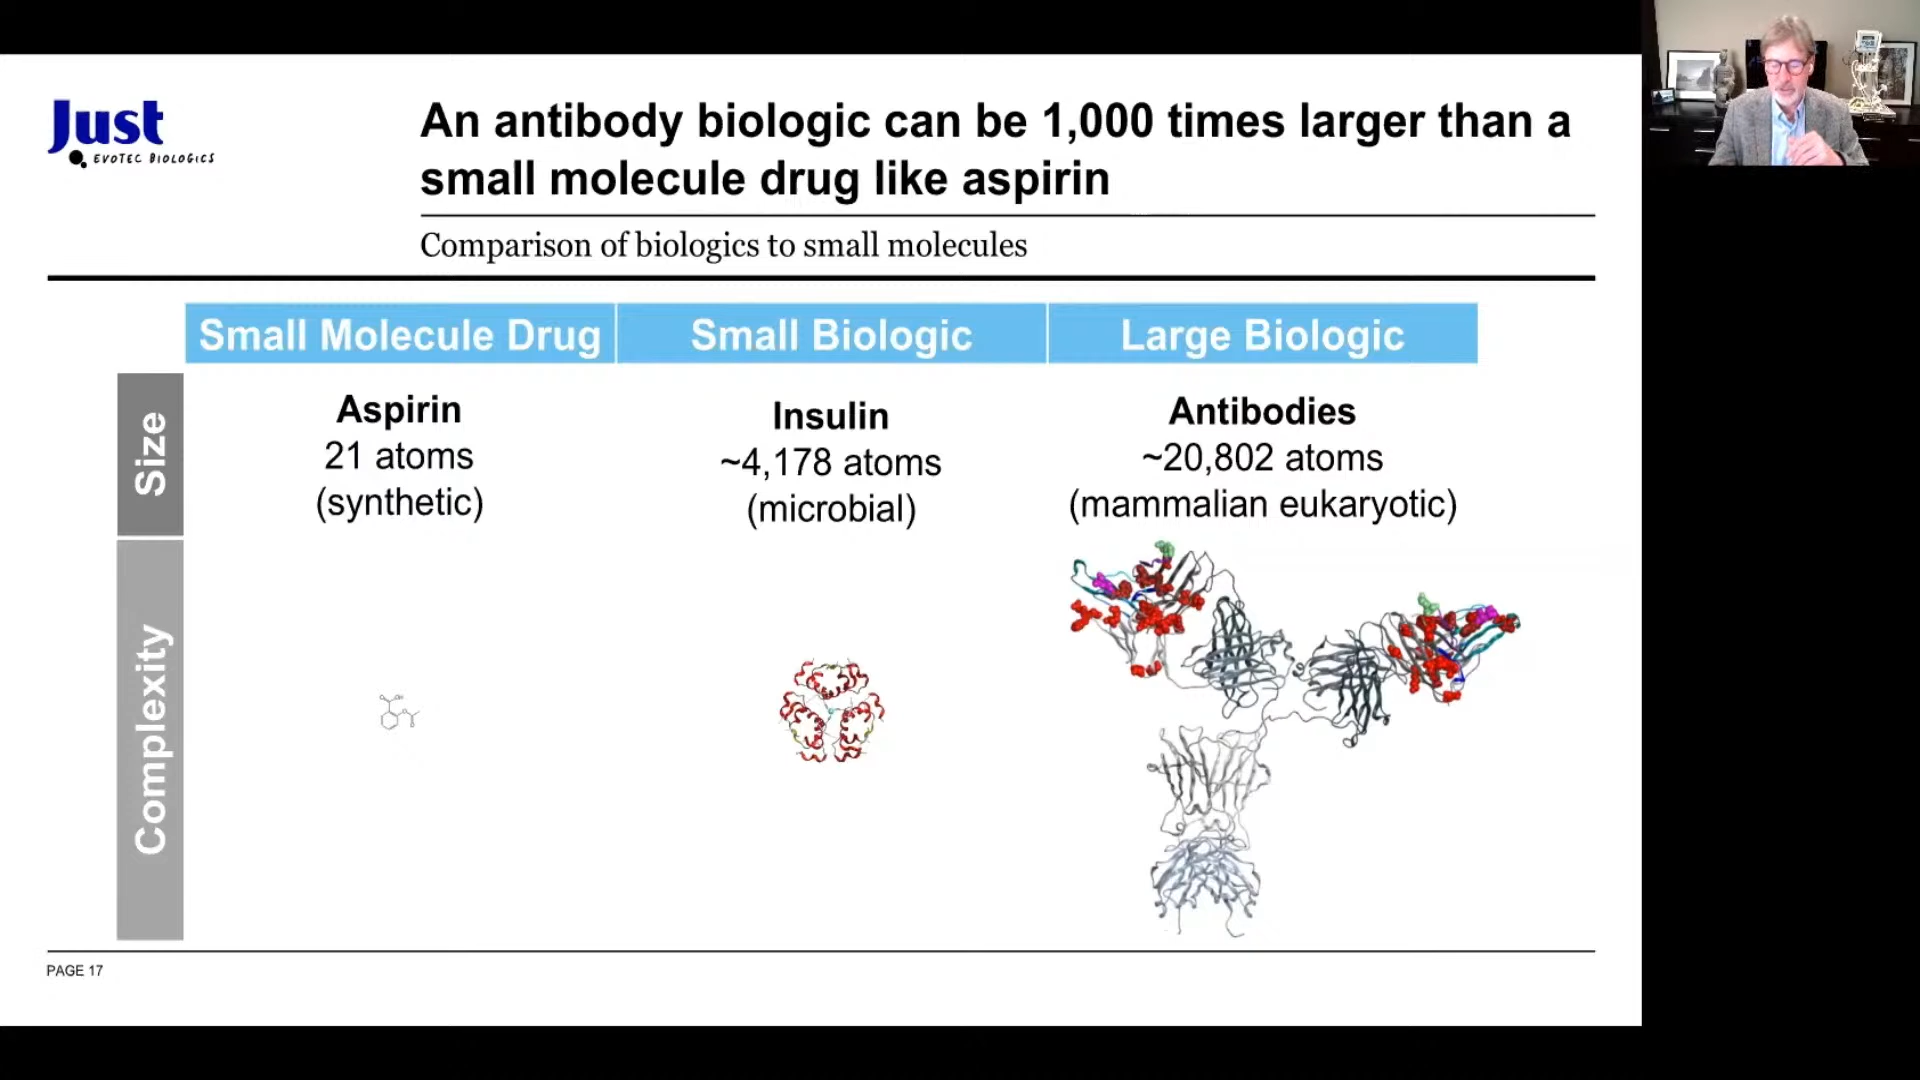 Just
EVOTEC BIOLOGICS
An antibody biologic can be 1,000 times larger than a
small molecule drug like aspirin
Comparison of biologics to small molecules
Small Molecule Drug
Small Biologic
Large Biologic
Size
Aspirin
21 atoms
(synthetic)
Insulin
~4,178 atoms
(microbial)
Antibodies
~20,802 atoms
(mammalian eukaryotic)
Complexity
PAGE 17